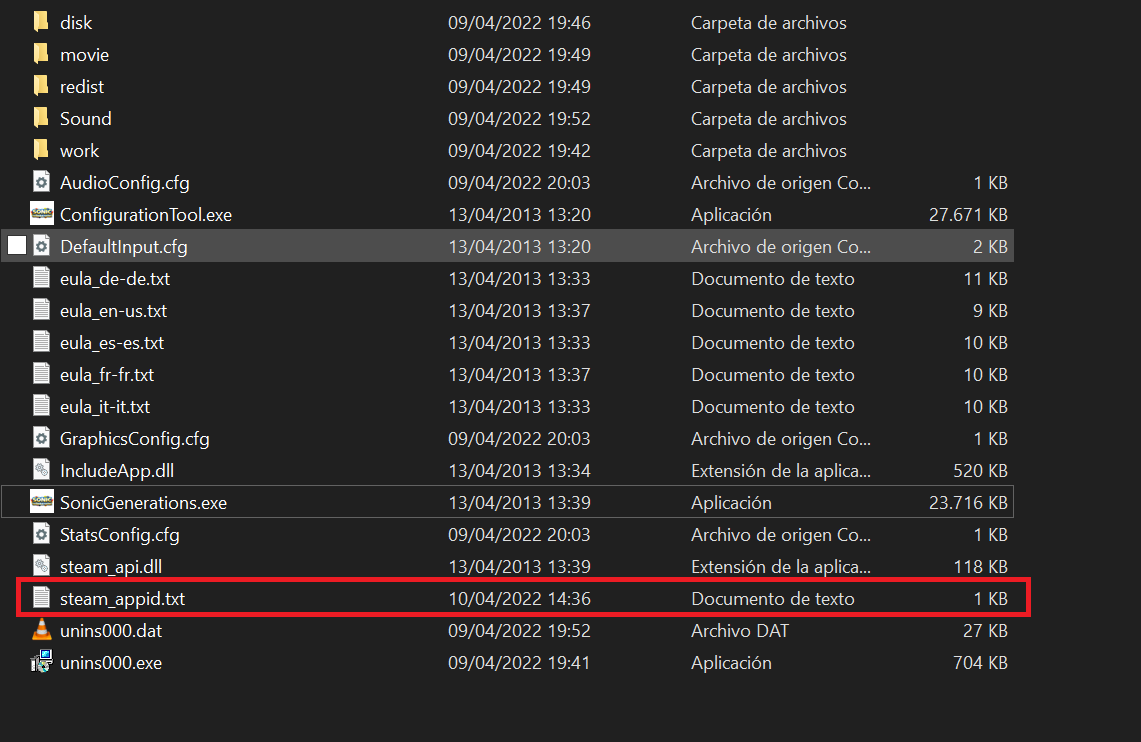 disk 09/04/2022 19:46 Carpeta de archivos
movie 09/04/2022 19:49 Carpeta de archivos
redist 09/04/2022 19:49 Carpeta de archivos
Sound 09/04/2022 19:52 Carpeta de archivos
work 09/04/2022 19:42 Carpeta de archivos
AudioConfig.cfg 09/04/2022 20:03 Archivo de origen Co... 1 KB
ConfigurationTool.exe 13/04/2013 13:20 Aplicación 27.671 KB
DefaultInput.cfg 13/04/2013 13:20 Archivo de origen Co... 2 KB
eula_de-de.txt 13/04/2013 13:33 Documento de texto 11 KB
eula_en-us.txt 13/04/2013 13:37 Documento de texto 9 KB
eula_es-es.txt 13/04/2013 13:33 Documento de texto 10 KB
eula_fr-fr.txt 13/04/2013 13:37 Documento de texto 10 KB
eula_it-it.txt 13/04/2013 13:33 Documento de texto 10 KB
GraphicsConfig.cfg 09/04/2022 20:03 Archivo de origen Co... 1 KB
IncludeApp.dll 13/04/2013 13:34 Extensión de la aplica... 520 KB
SonicGenerations.exe 13/04/2013 13:39 Aplicación 23.716 KB
StatsConfig.cfg 09/04/2022 20:03 Archivo de origen Co... 1 KB
steam_api.dll 13/04/2013 13:39 Extensión de la aplica... 118 KB
steam_appid.txt 10/04/2022 14:36 Documento de texto 1 KB
unins000.dat 09/04/2022 19:52 Archivo DAT 27 KB
unins000.exe 09/04/2022 19:41 Aplicación 704 KB